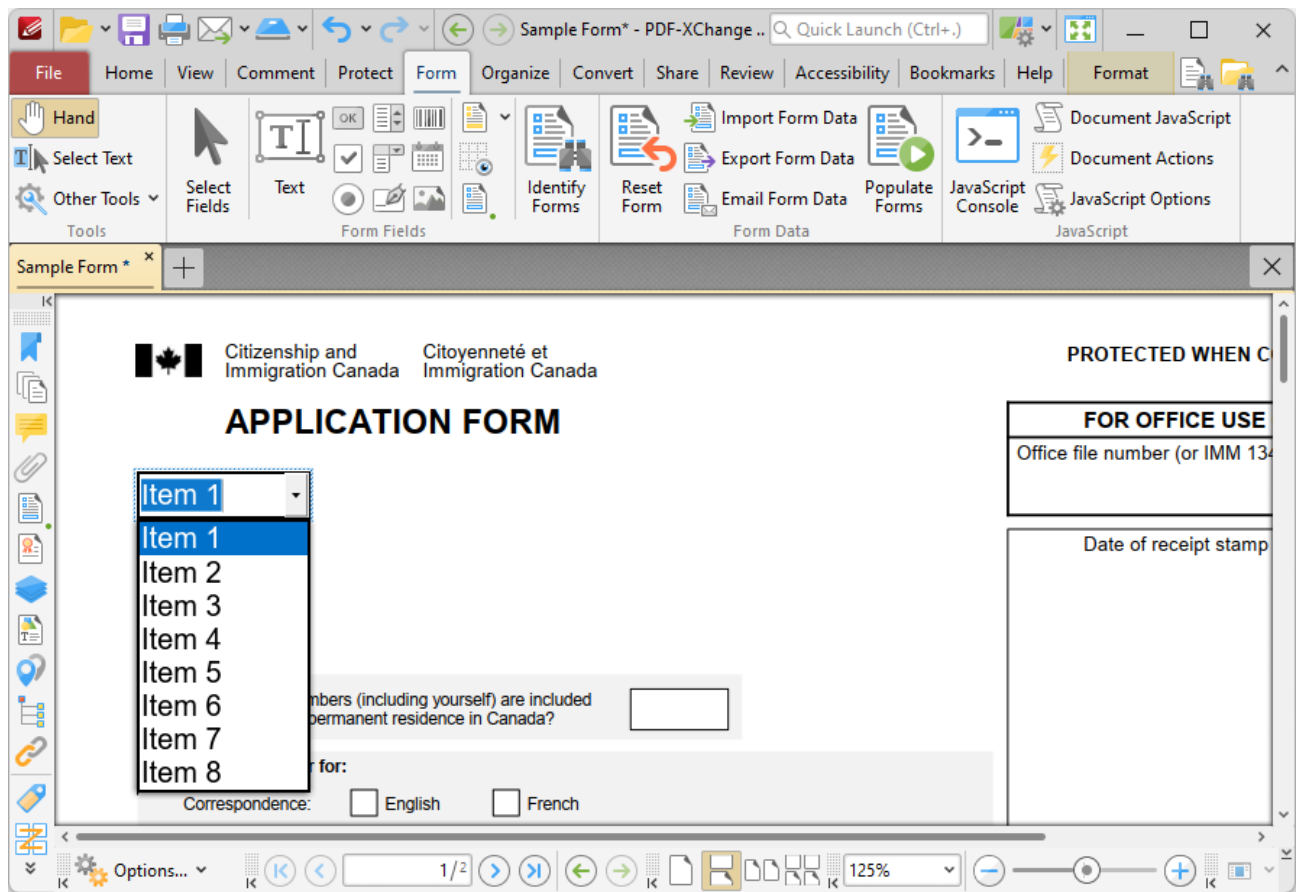 Sample Form* - PDF-XChange ..
Quick Launch (Ctrl+.)
File Home View Comment Protect Form Organize Convert Share Review Accessibility Bookmarks Help Format
Hand
Select Text
Other Tools
Tools
Select Fields
Text
OK
Form Fields
Identify Forms
Reset Form
Import Form Data
Export Form Data
Email Form Data
Populate Forms
Form Data
JavaScript Console
Document JavaScript
Document Actions
JavaScript Options
JavaScript
Sample Form *
Citizenship and Immigration Canada
Citoyenneté et Immigration Canada
PROTECTED WHEN C
APPLICATION FORM
FOR OFFICE USE
Office file number (or IMM 134
Date of receipt stamp
Item 1
Item 1
Item 2
Item 3
Item 4
Item 5
Item 6
Item 7
Item 8
mbers (including yourself) are included
permanent residence in Canada?
for:
Correspondence: English French
Options... 1/2 125%